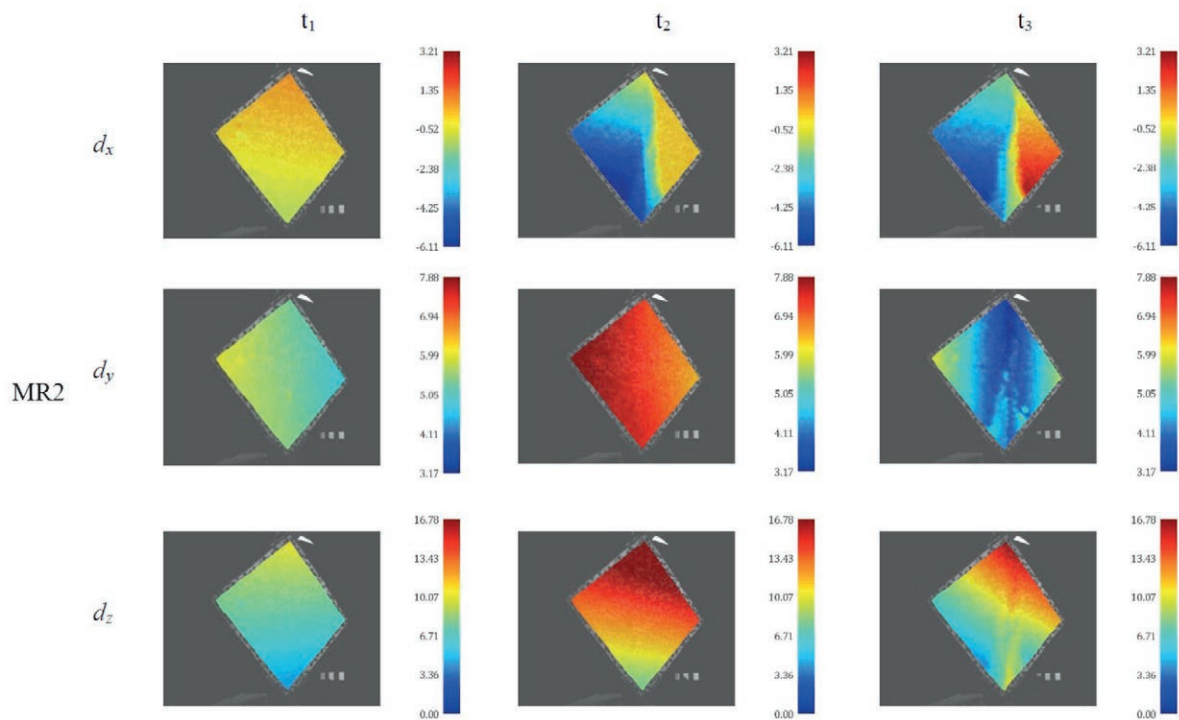 t₁ t₂ t₃
3.21 3.21 3.21
1.35 1.35 1.35
dₓ -0.52 -0.52 -0.52
-2.38 -2.38 -2.38
-4.25 -4.25 -4.25
-6.11 -6.11 -6.11
7.88 7.88 7.88
6.94 6.94 6.94
d_y 5.99 5.99 5.99
MR2 5.05 5.05 5.05
4.11 4.11 4.11
3.17 3.17 3.17
16.78 16.78 16.78
13.43 13.43 13.43
d_z 10.07 10.07 10.07
6.71 6.71 6.71
3.36 3.36 3.36
0.00 0.00 0.00